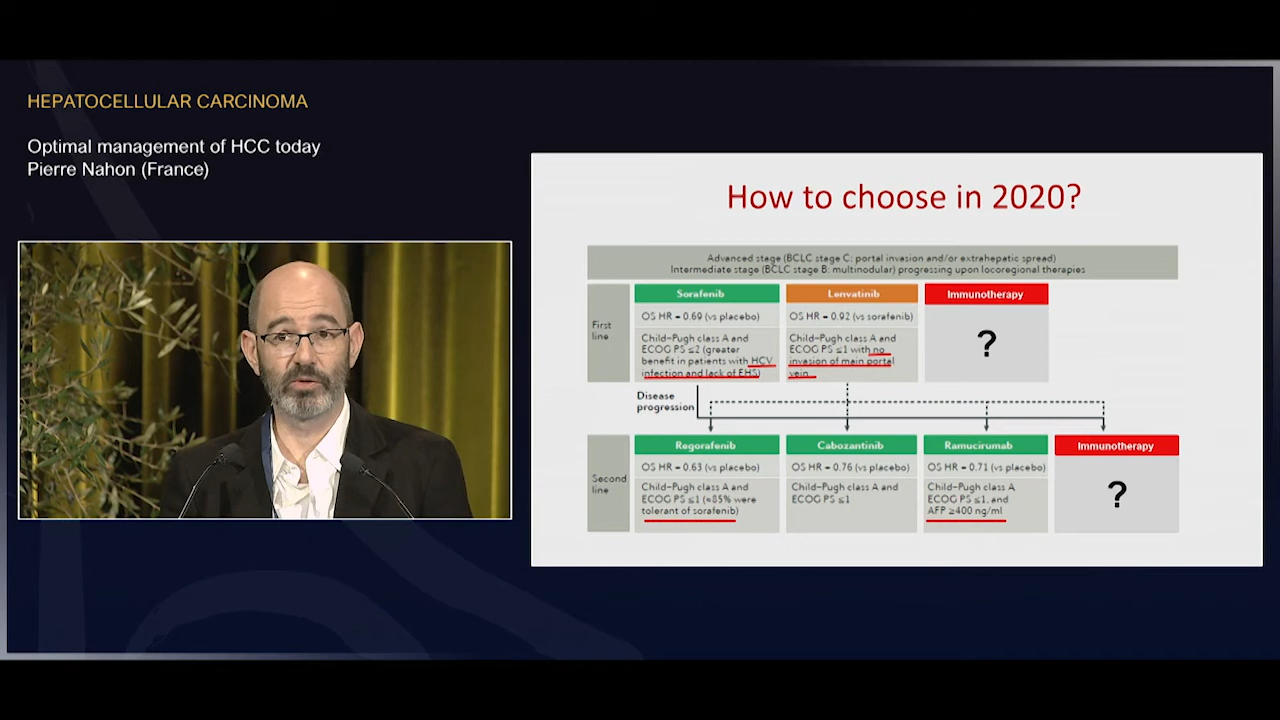 HEPATOCELLULAR CARCINOMA
Optimal management of HCC today
Pierre Nahon (France)
How to choose in 2020?
Advanced stage (BCLC stage C: portal invasion and/or extrahepatic spread)
Intermediate stage (BCLC stage B: multinodular) progressing upon locoregional therapies
First
line
Sorafenib
OS HR = 0.69 (vs placebo)
Child–Pugh class A and
ECOG PS ≤2 (greater
benefit in patients with HCV
infection and lack of EHS)
Lenvatinib
OS HR = 0.92 (vs sorafenib)
Child–Pugh class A and
ECOG PS ≤1 with no
invasion of main portal
vein
Immunotherapy
?
Disease
progression
Second
line
Regorafenib
OS HR = 0.63 (vs placebo)
Child–Pugh class A and
ECOG PS ≤1 (≈85% were
tolerant of sorafenib)
Cabozantinib
OS HR = 0.76 (vs placebo)
Child–Pugh class A and
ECOG PS ≤1
Ramucirumab
OS HR = 0.71 (vs placebo)
Child–Pugh class A
ECOG PS ≤1, and
AFP ≥400 ng/ml
Immunotherapy
?